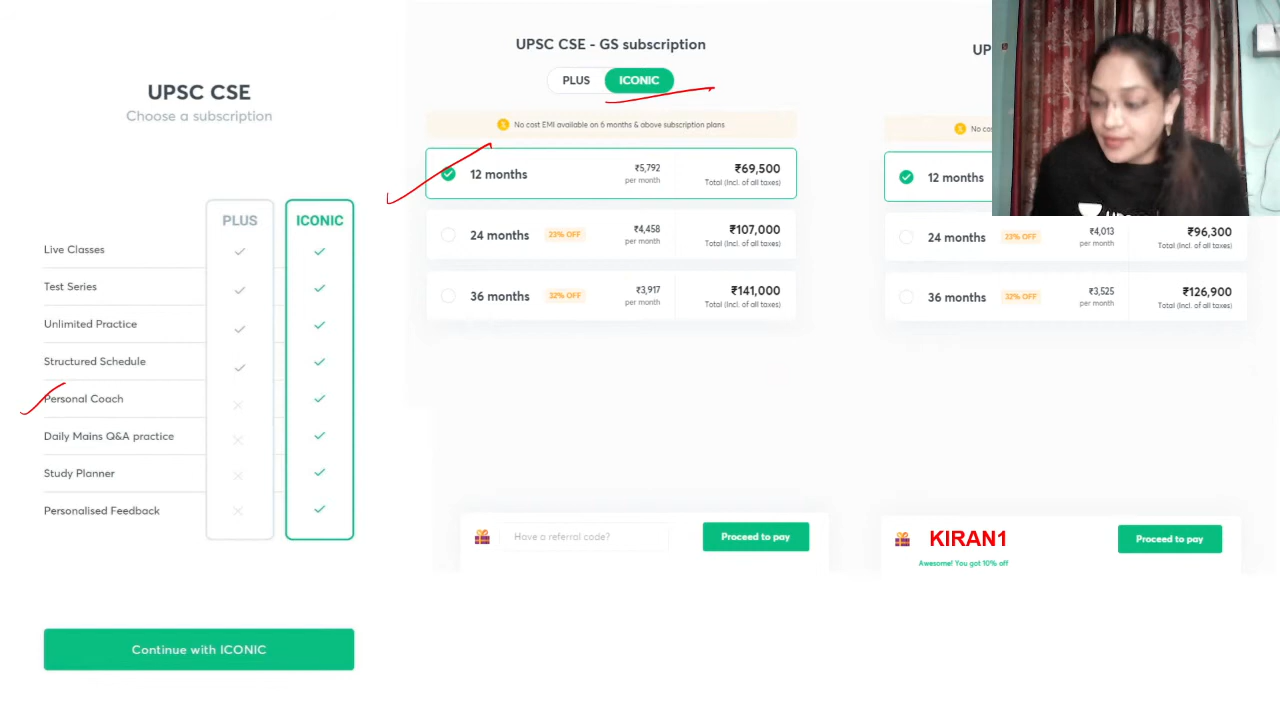 UPSC CSE
Choose a subscription
PLUS
ICONIC
Live Classes
Test Series
Unlimited Practice
Structured Schedule
Personal Coach
Daily Mains Q&A practice
Study Planner
Personalised Feedback
Continue with ICONIC
UPSC CSE - GS subscription
PLUS
ICONIC
No cost EMI available on 6 months & above subscription plans
12 months ₹5,792 ₹69,500
per month Total (Incl. of all taxes)
24 months 23% OFF ₹4,458 ₹107,000
per month Total (Incl. of all taxes)
36 months 32% OFF ₹3,917 ₹141,000
per month Total (Incl. of all taxes)
Have a referral code?
Proceed to pay
UP
No cos
12 months
24 months 23% OFF ₹4,013 ₹96,300
per month Total (Incl. of all taxes)
36 months 32% OFF ₹3,525 ₹126,900
per month Total (Incl. of all taxes)
KIRAN1
Awesome! You got 10% off
Proceed to pay